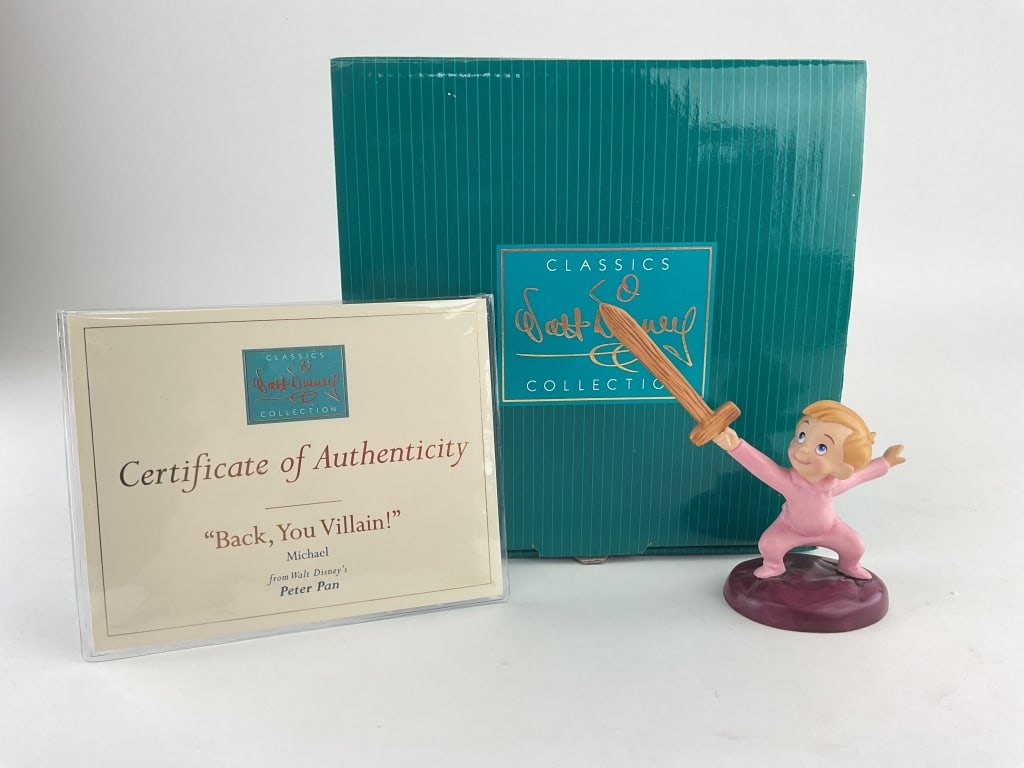 CLASSICS
Walt Disney
COLLECTIO
CLASSICS
Walt Disney
COLLECTION
Certificate of Authenticity
“Back, You Villain!”
Michael
from Walt Disney's
Peter Pan